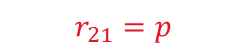 r₂₁ = p